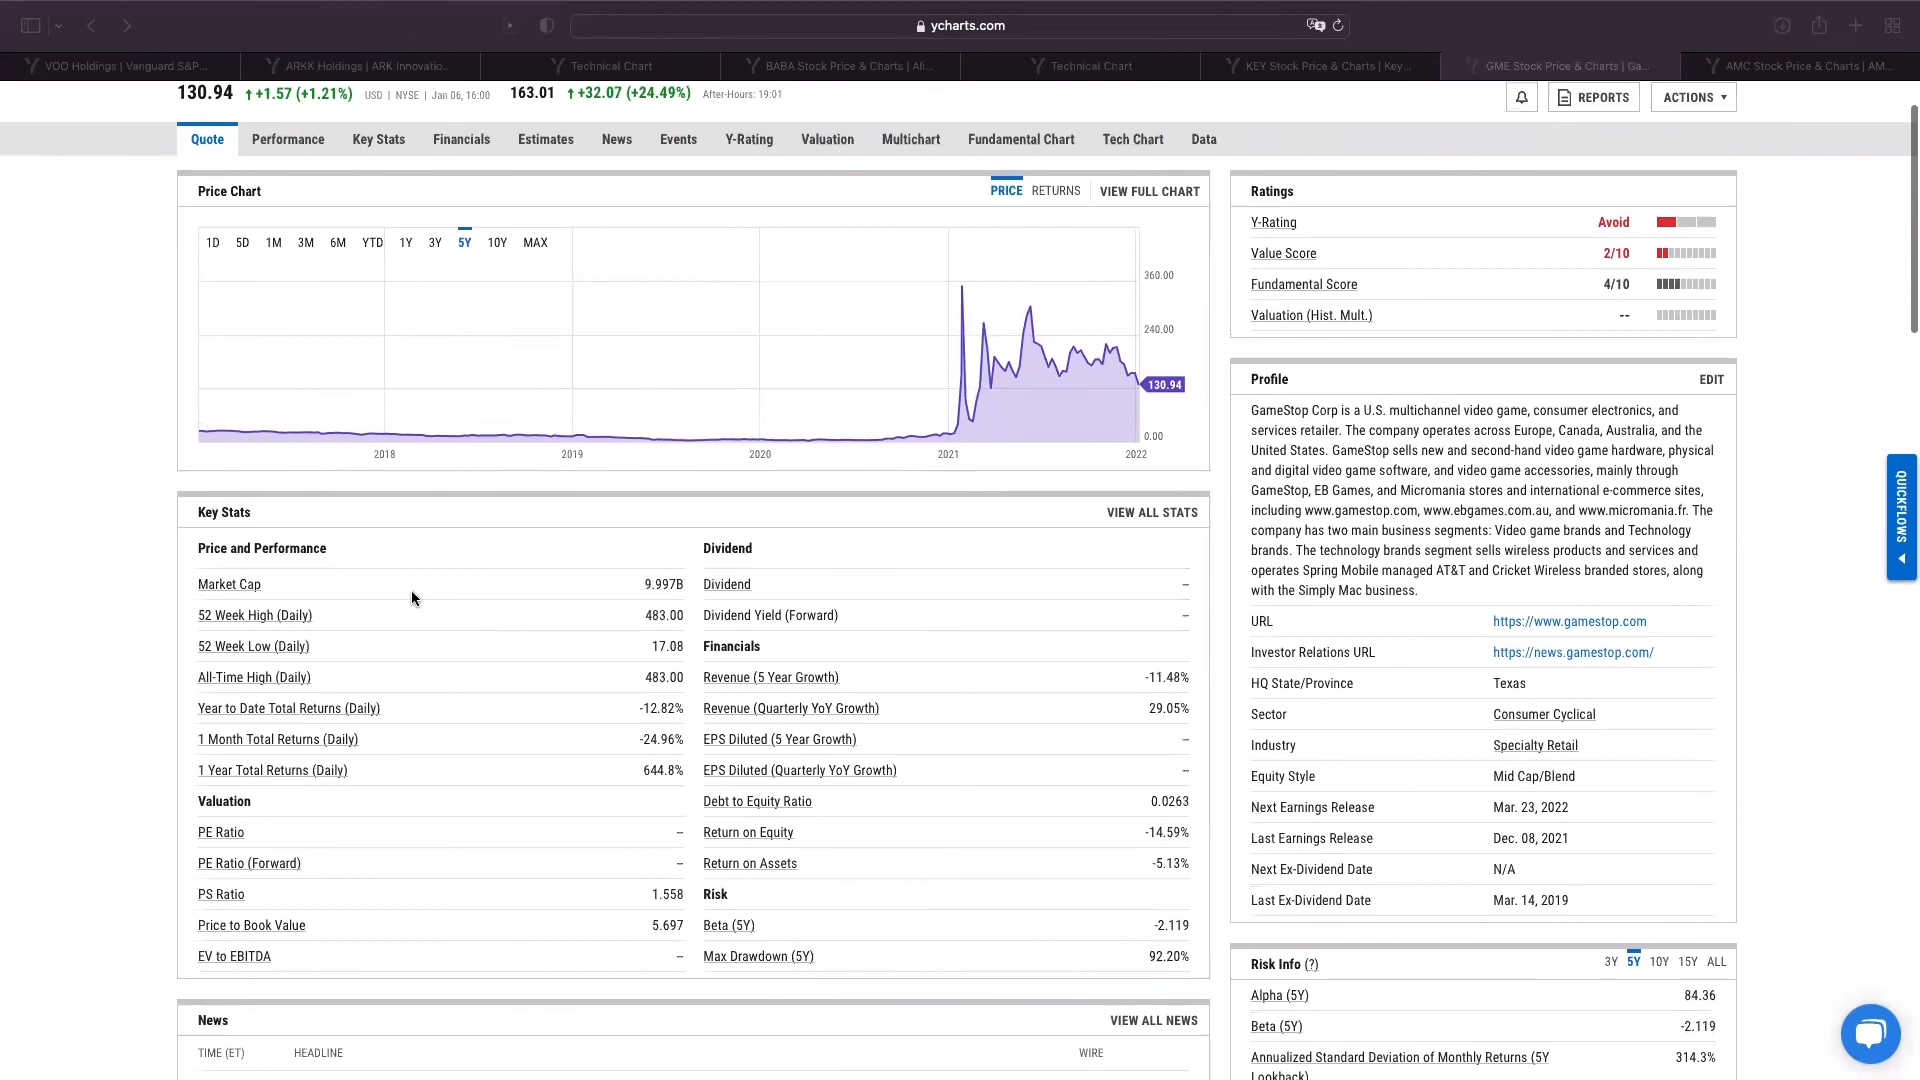 ycharts.com
VOO Holdings | Vanguard S&P...
ARKK Holdings | ARK Innovatio...
Technical Chart
BABA Stock Price & Charts | Ali...
Technical Chart
KEY Stock Price & Charts | Key...
GME Stock Price & Charts | Ga...
AMC Stock Price & Charts | AM...
130.94 +1.57 (+1.21%) USD | NYSE | Jan 06, 16:00 163.01 +32.07 (+24.49%) After-Hours: 19:01
REPORTS
ACTIONS
Quote Performance Key Stats Financials Estimates News Events Y-Rating Valuation Multichart Fundamental Chart Tech Chart Data
Price Chart
PRICE RETURNS VIEW FULL CHART
1D 5D 1M 3M 6M YTD 1Y 3Y 5Y 10Y MAX
360.00
240.00
130.94
0.00
2018 2019 2020 2021 2022
Key Stats VIEW ALL STATS
Price and Performance
Market Cap 9.997B
52 Week High (Daily) 483.00
52 Week Low (Daily) 17.08
All-Time High (Daily) 483.00
Year to Date Total Returns (Daily) -12.82%
1 Month Total Returns (Daily) -24.96%
1 Year Total Returns (Daily) 644.8%
Valuation
PE Ratio --
PE Ratio (Forward) --
PS Ratio 1.558
Price to Book Value 5.697
EV to EBITDA --
Dividend
Dividend --
Dividend Yield (Forward) --
Financials
Revenue (5 Year Growth) -11.48%
Revenue (Quarterly YoY Growth) 29.05%
EPS Diluted (5 Year Growth) --
EPS Diluted (Quarterly YoY Growth) --
Debt to Equity Ratio 0.0263
Return on Equity -14.59%
Return on Assets -5.13%
Risk
Beta (5Y) -2.119
Max Drawdown (5Y) 92.20%
News VIEW ALL NEWS
TIME (ET) HEADLINE WIRE
Ratings
Y-Rating Avoid
Value Score 2/10
Fundamental Score 4/10
Valuation (Hist. Mult.) --
Profile EDIT
GameStop Corp is a U.S. multichannel video game, consumer electronics, and
services retailer. The company operates across Europe, Canada, Australia, and the
United States. GameStop sells new and second-hand video game hardware, physical
and digital video game software, and video game accessories, mainly through
GameStop, EB Games, and Micromania stores and international e-commerce sites,
including www.gamestop.com, www.ebgames.com.au, and www.micromania.fr. The
company has two main business segments: Video game brands and Technology
brands. The technology brands segment sells wireless products and services and
operates Spring Mobile managed AT&T and Cricket Wireless branded stores, along
with the Simply Mac business.
URL https://www.gamestop.com
Investor Relations URL https://news.gamestop.com/
HQ State/Province Texas
Sector Consumer Cyclical
Industry Specialty Retail
Equity Style Mid Cap/Blend
Next Earnings Release Mar. 23, 2022
Last Earnings Release Dec. 08, 2021
Next Ex-Dividend Date N/A
Last Ex-Dividend Date Mar. 14, 2019
Risk Info (?) 3Y 5Y 10Y 15Y ALL
Alpha (5Y) 84.36
Beta (5Y) -2.119
Annualized Standard Deviation of Monthly Returns (5Y 314.3%
Lookback)
QUICKFLOWS